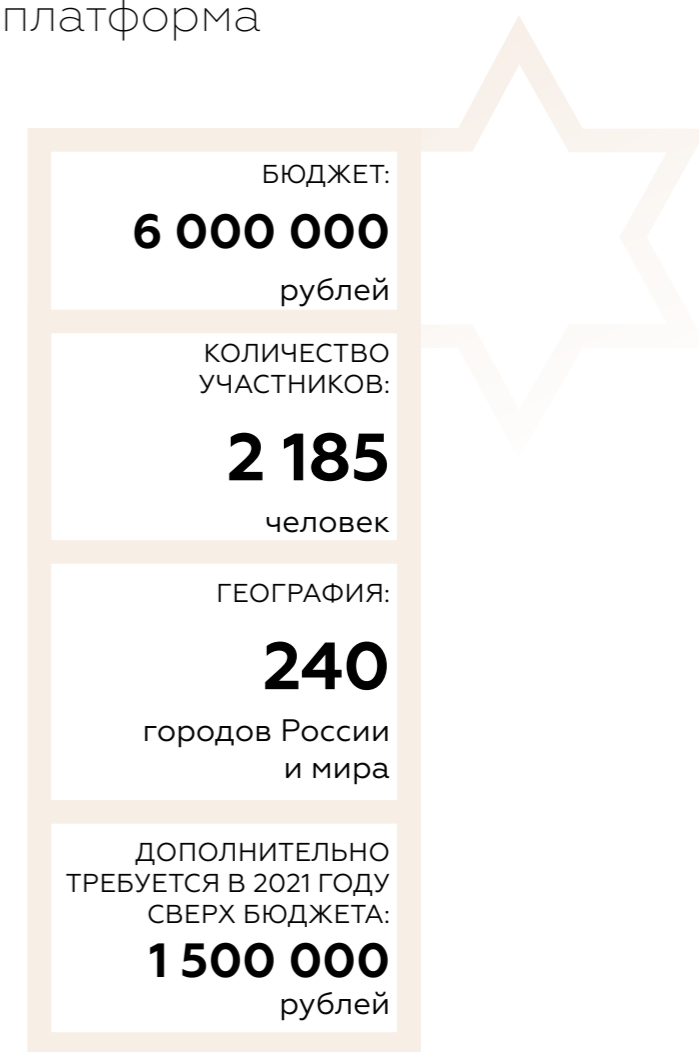 платформа
БЮДЖЕТ:
6 000 000
рублей
КОЛИЧЕСТВО
УЧАСТНИКОВ:
2 185
человек
ГЕОГРАФИЯ:
240
городов России
и мира
ДОПОЛНИТЕЛЬНО
ТРЕБУЕТСЯ В 2021 ГОДУ
СВЕРХ БЮДЖЕТА:
1 500 000
рублей